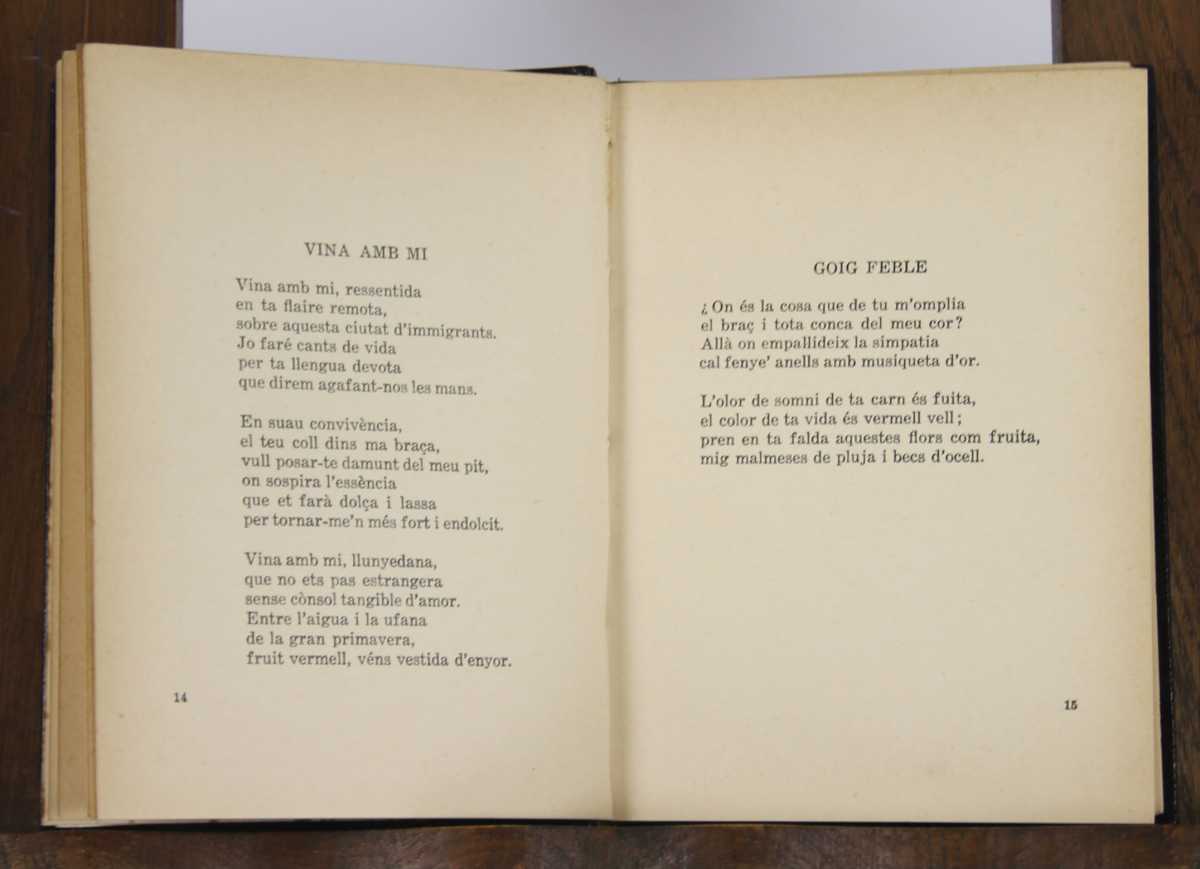 VINA AMB MI
Vina amb mi, ressentida
en ta flaire remota,
sobre aquesta ciutat d'immigrants.
Jo faré cants de vida
per ta llengua devota
que direm agafant-nos les mans.
En suau convivència,
el teu coll dins ma braça,
vull posar-te damunt del meu pit,
on sospira l'essència
que et farà dolça i lassa
per tornar-me'n més fort i endolcit.
Vina amb mi, llunyedana,
que no ets pas estrangera
sense cònsol tangible d'amor.
Entre l'aigua i la ufana
de la gran primavera,
fruit vermell, véns vestida d'enyor.
14
GOIG FEBLE
¿On és la cosa que de tu m'omplia
el braç i tota conca del meu cor?
Allà on empallideix la simpatia
cal fenye' anells amb musiqueta d'or.
L'olor de somni de ta carn és fuita,
el color de ta vida és vermell vell;
pren en ta falda aquestes flors com fruita,
mig malmeses de pluja i becs d'ocell.
15